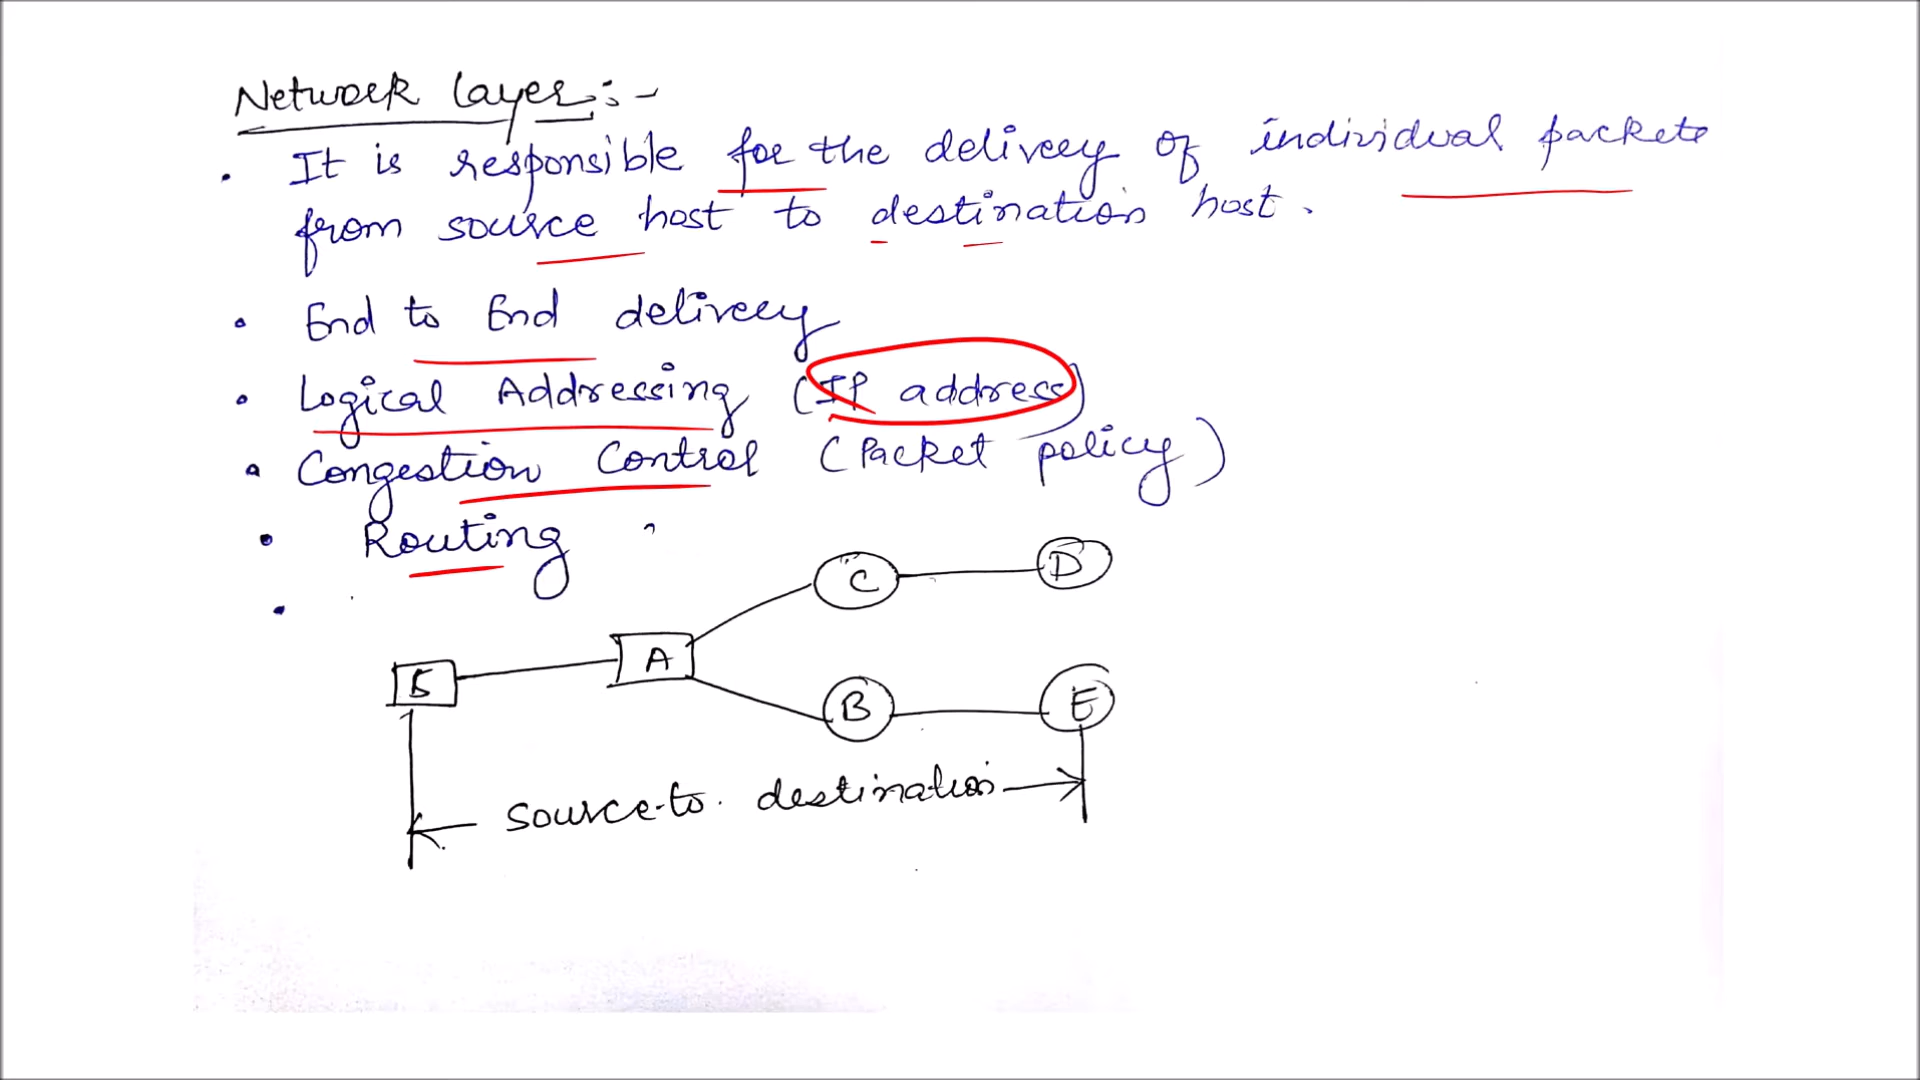 Network Layer:-
It is responsible for the delivery of individual packets
from source host to destination host.
End to End delivery
Logical Addressing (IP address)
Congestion Control (Packet policy)
Routing
C
D
A
B
E
source to destination